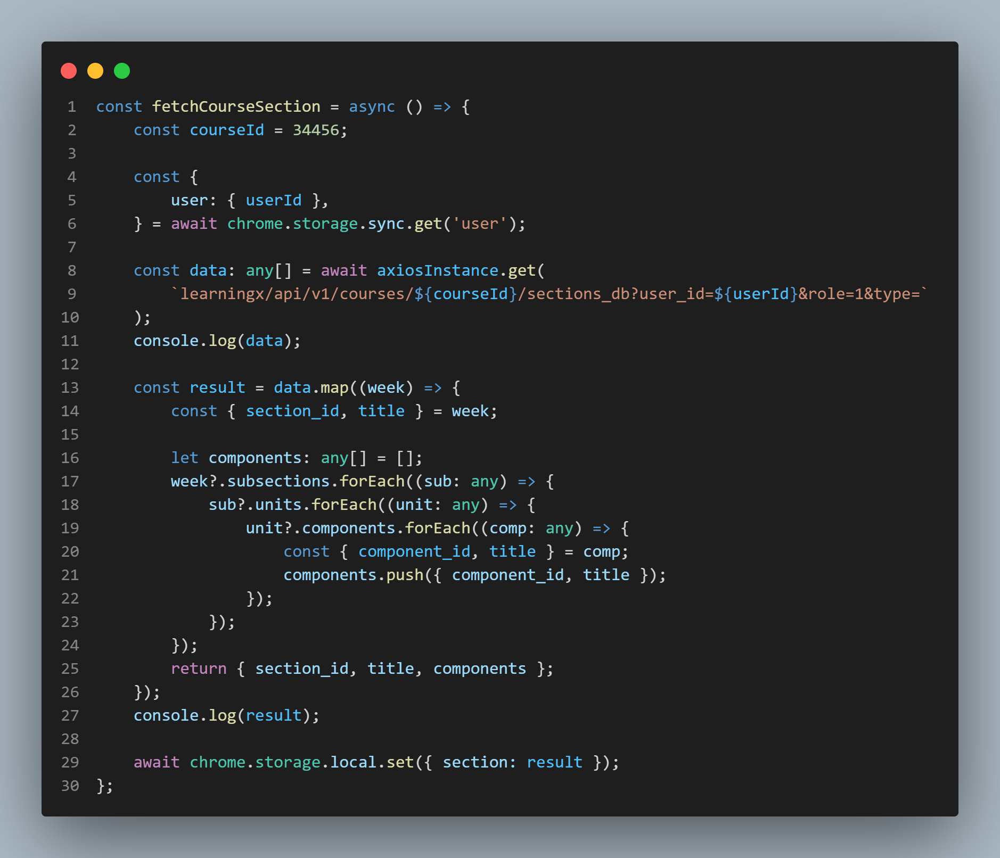 1 const fetchCourseSection = async () => {
2     const courseId = 34456;
3
4     const {
5         user: { userId },
6     } = await chrome.storage.sync.get('user');
7
8     const data: any[] = await axiosInstance.get(
9         `learningx/api/v1/courses/${courseId}/sections_db?user_id=${userId}&role=1&type=`
10     );
11     console.log(data);
12
13     const result = data.map((week) => {
14         const { section_id, title } = week;
15
16         let components: any[] = [];
17         week?.subsections.forEach((sub: any) => {
18             sub?.units.forEach((unit: any) => {
19                 unit?.components.forEach((comp: any) => {
20                     const { component_id, title } = comp;
21                     components.push({ component_id, title });
22                 });
23             });
24         });
25         return { section_id, title, components };
26     });
27     console.log(result);
28
29     await chrome.storage.local.set({ section: result });
30 };